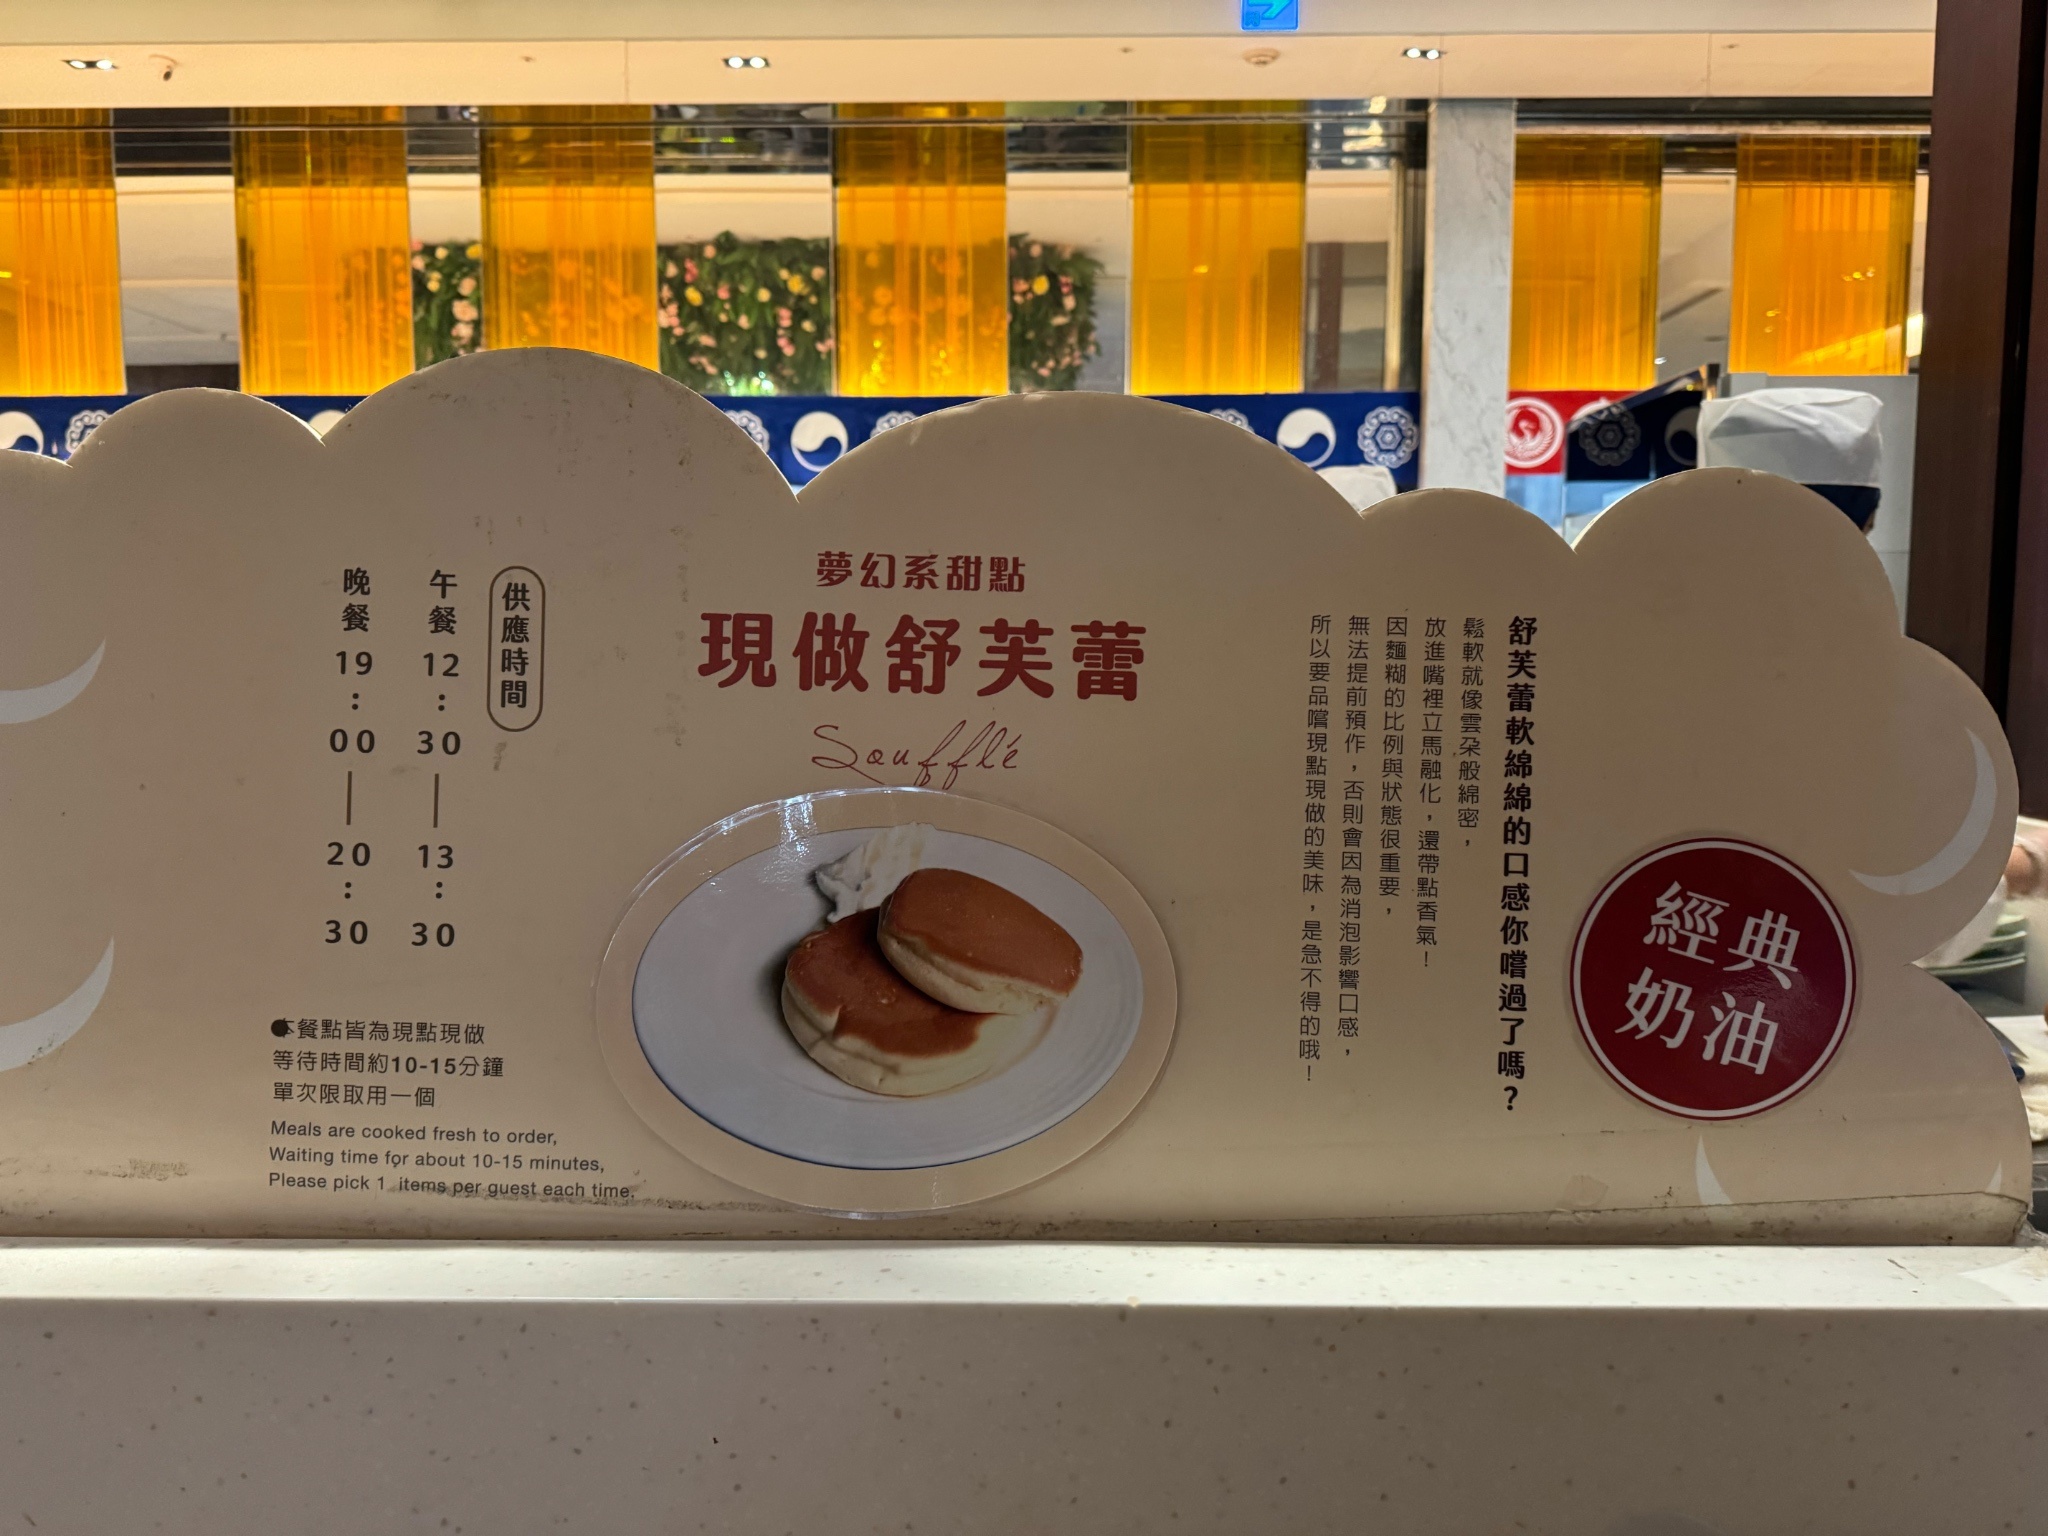 夢幻系甜點
現做舒芙蕾
Soufflé
舒芙蕾軟綿綿的口感你嚐過了嗎？
鬆軟就像雲朵般綿密，
放進嘴裡立馬融化，還帶點香氣！
因麵糊的比例與狀態很重要，
無法提前預作，否則會因為消泡影響口感，
所以要品嚐現點現做的美味，是急不得的哦！
經典
奶油
供應時間
午餐 12:30—13:30
晚餐 19:00—20:30
●本餐點皆為現點現做
等待時間約10-15分鐘
單次限取用一個
Meals are cooked fresh to order,
Waiting time for about 10-15 minutes,
Please pick 1 items per guest each time.